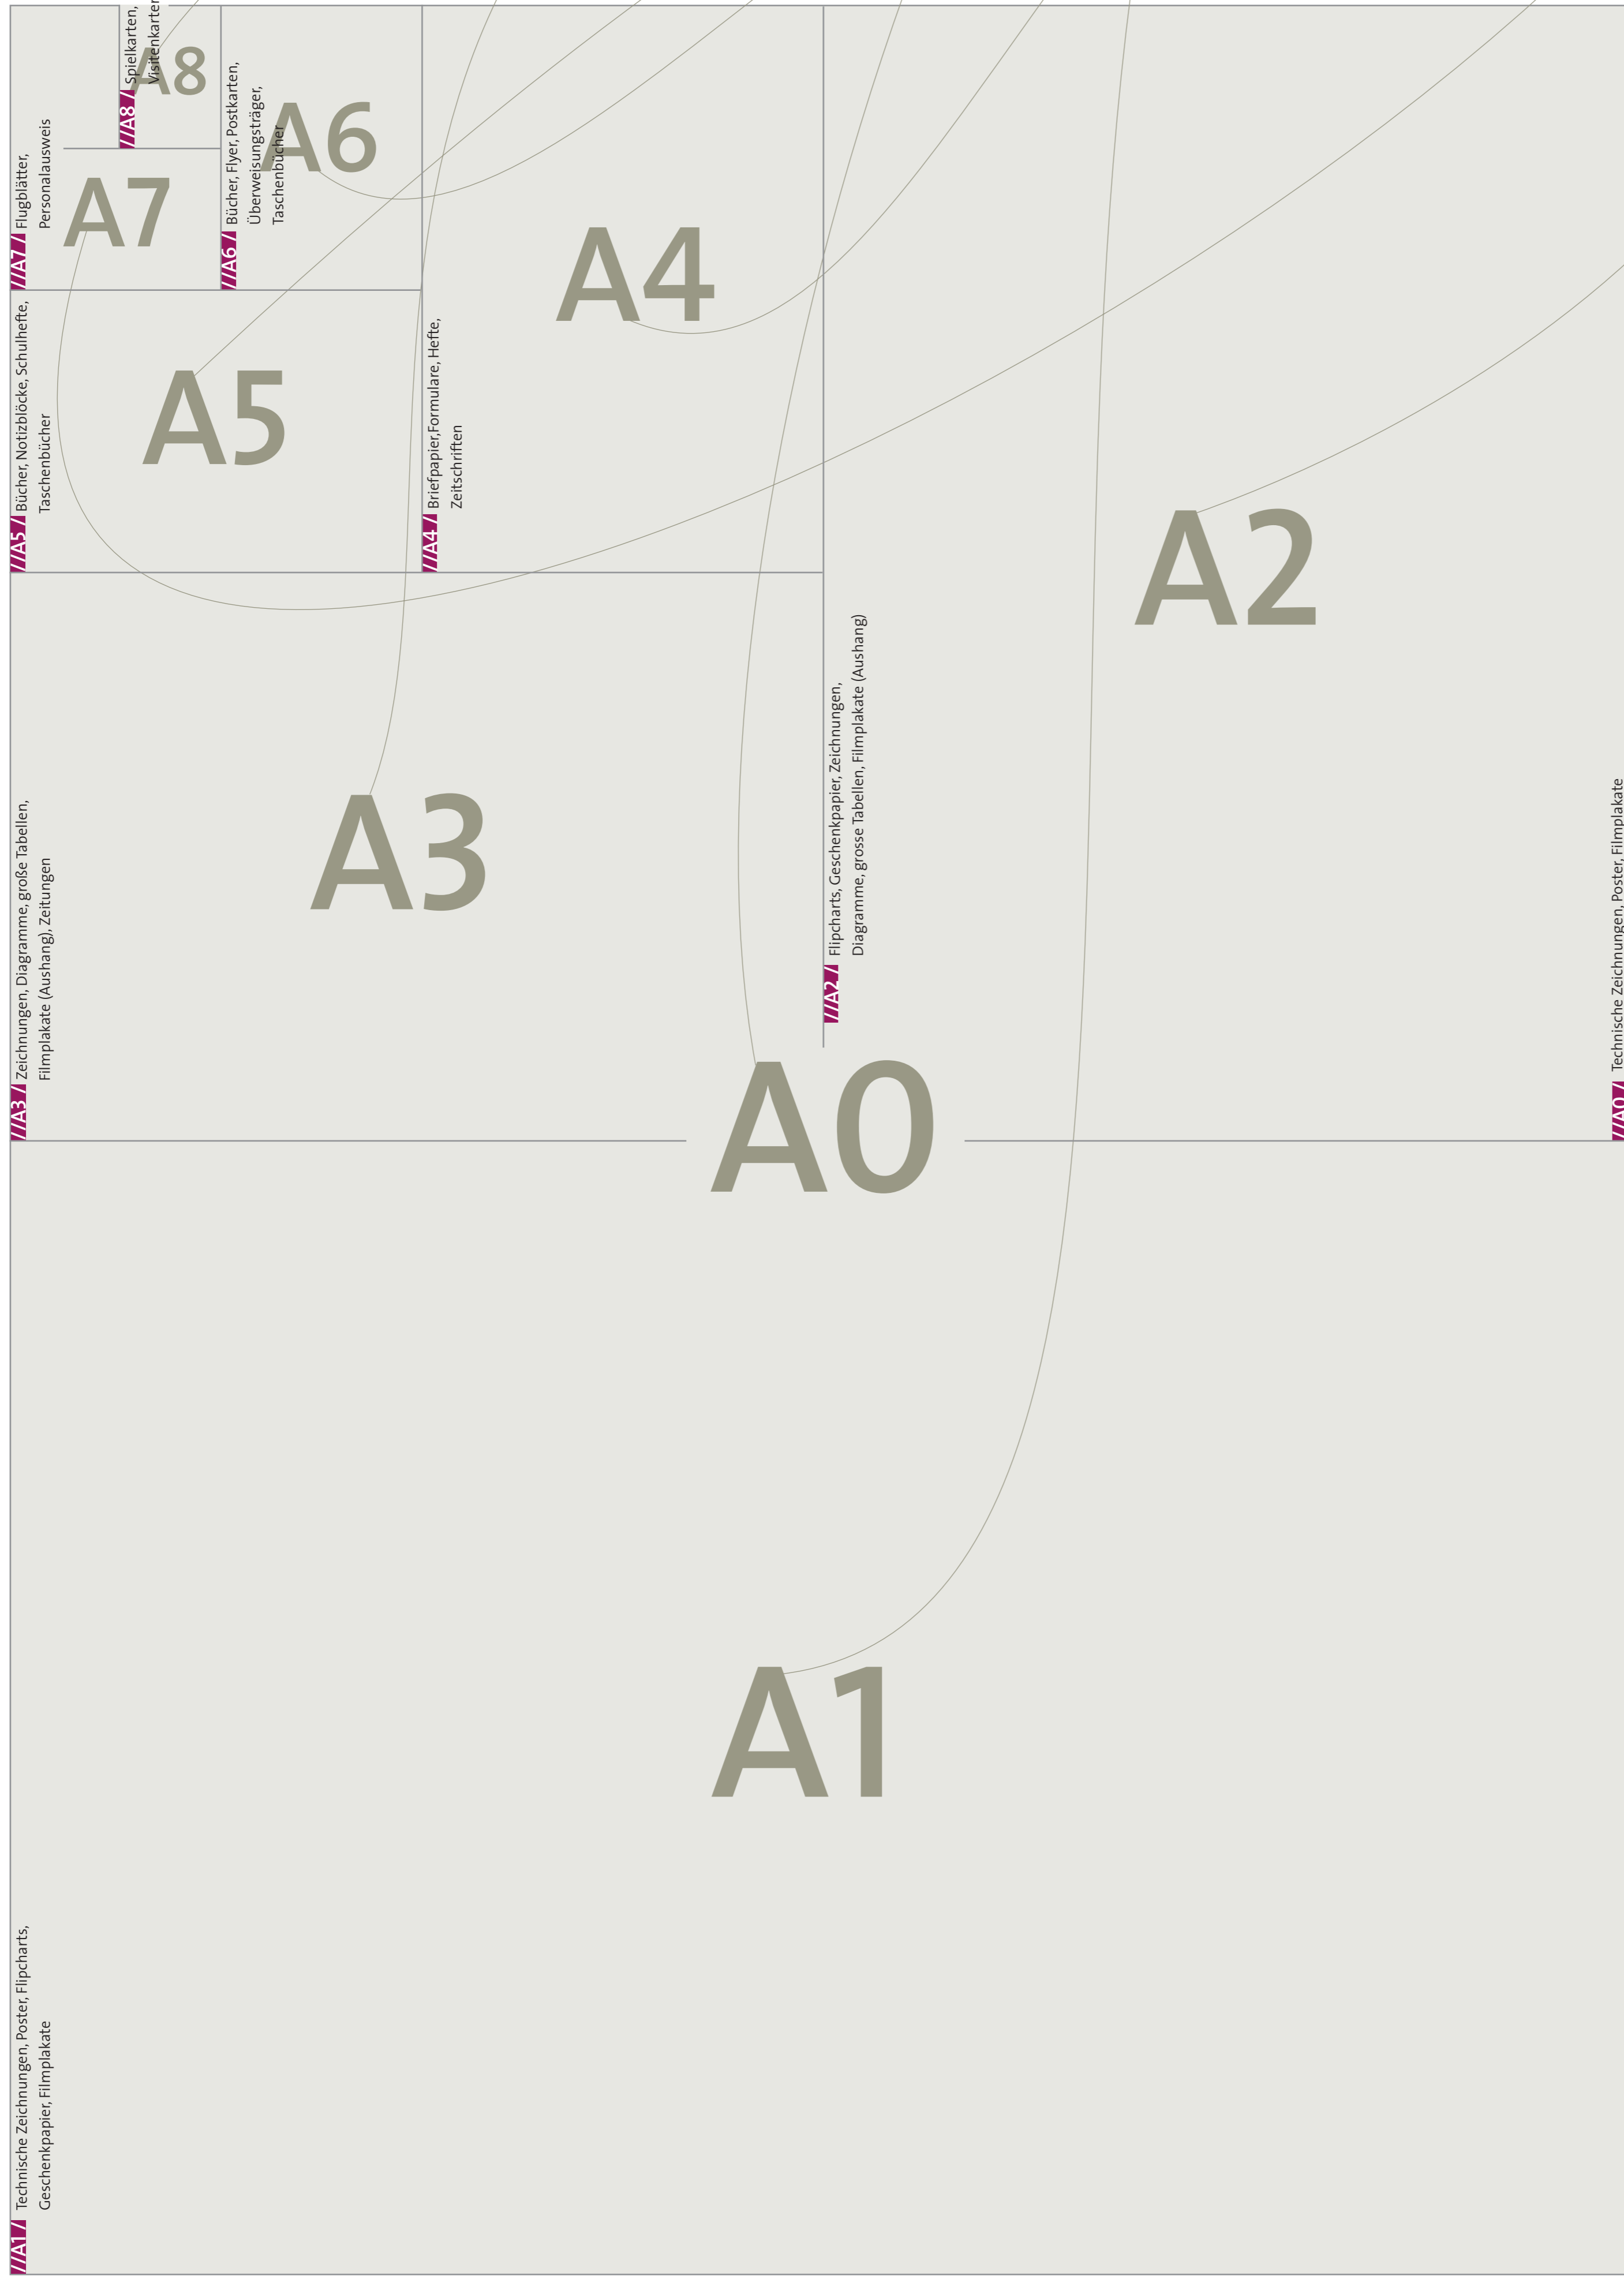 A8
//A8 / Spielkarten,
Visitenkarten
A7
//A7 / Flugblätter,
Personalausweis
A6
//A6 / Bücher, Flyer, Postkarten,
Überweisungsträger,
Taschenbücher
A5
//A5 / Bücher, Notizblöcke, Schulhefte,
Taschenbücher
A4
//A4 / Briefpapier,Formulare, Hefte,
Zeitschriften
A3
//A3 / Zeichnungen, Diagramme, große Tabellen,
Filmplakate (Aushang), Zeitungen
A2
//A2 / Flipcharts, Geschenkpapier, Zeichnungen,
Diagramme, grosse Tabellen, Filmplakate (Aushang)
A0
//A0 / Technische Zeichnungen, Poster, Filmplakate
A1
//A1 / Technische Zeichnungen, Poster, Flipcharts,
Geschenkpapier, Filmplakate